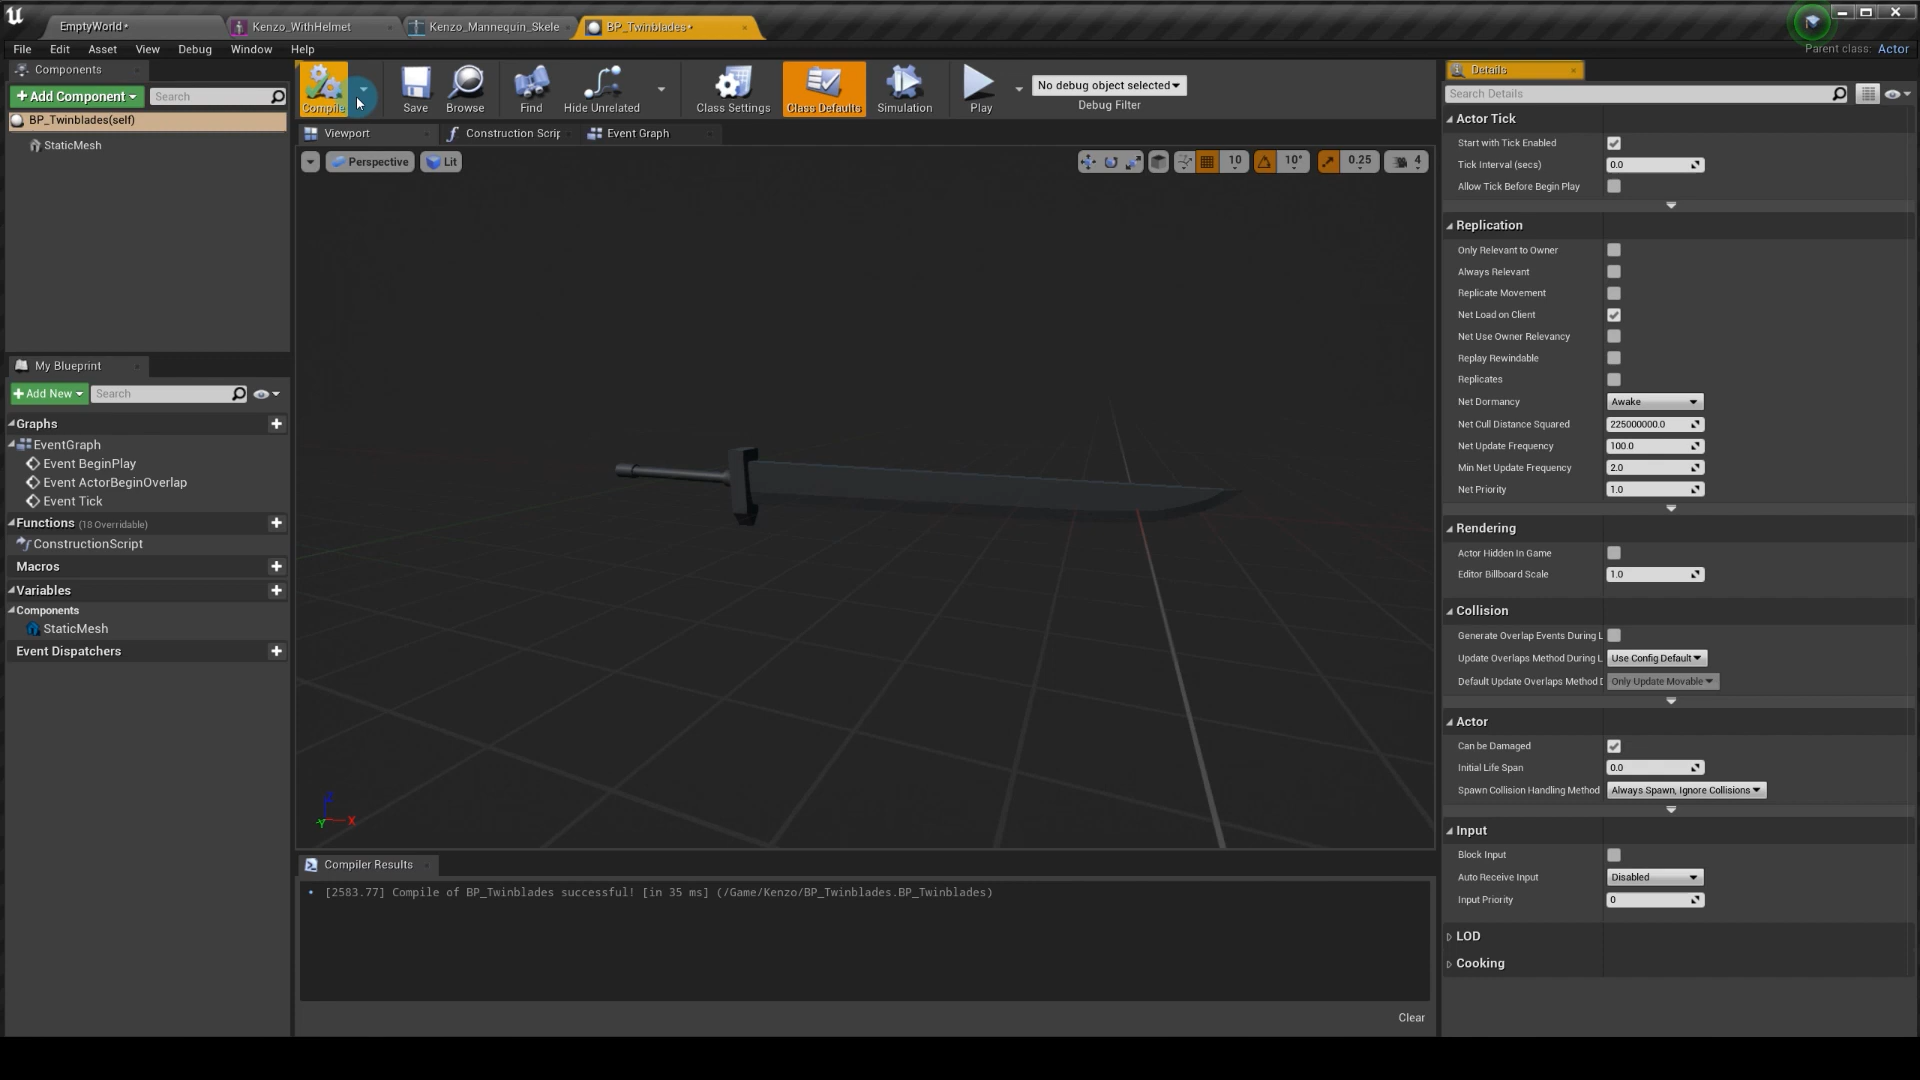 EmptyWorld*
Kenzo_WithHelmet
Kenzo_Mannequin_Skele
BP_Twinblades*
File Edit Asset View Debug Window Help
Parent class: Actor
Components
+ Add Component
Search
BP_Twinblades(self)
StaticMesh
Compile
Save
Browse
Find
Hide Unrelated
Class Settings
Class Defaults
Simulation
Play
No debug object selected
Debug Filter
Viewport
Construction Scrip
Event Graph
Perspective
Lit
10
10°
0.25
4
My Blueprint
+ Add New
Search
Graphs
EventGraph
Event BeginPlay
Event ActorBeginOverlap
Event Tick
Functions (18 Overridable)
ConstructionScript
Macros
Variables
Components
StaticMesh
Event Dispatchers
Z
Y
X
Compiler Results
• [2583.77] Compile of BP_Twinblades successful! [in 35 ms] (/Game/Kenzo/BP_Twinblades.BP_Twinblades)
Clear
Details
Search Details
Actor Tick
Start with Tick Enabled
Tick Interval (secs) 0.0
Allow Tick Before Begin Play
Replication
Only Relevant to Owner
Always Relevant
Replicate Movement
Net Load on Client
Net Use Owner Relevancy
Replay Rewindable
Replicates
Net Dormancy Awake
Net Cull Distance Squared 225000000.0
Net Update Frequency 100.0
Min Net Update Frequency 2.0
Net Priority 1.0
Rendering
Actor Hidden In Game
Editor Billboard Scale 1.0
Collision
Generate Overlap Events During L
Update Overlaps Method During L Use Config Default
Default Update Overlaps Method D Only Update Movable
Actor
Can be Damaged
Initial Life Span 0.0
Spawn Collision Handling Method Always Spawn, Ignore Collisions
Input
Block Input
Auto Receive Input Disabled
Input Priority 0
LOD
Cooking